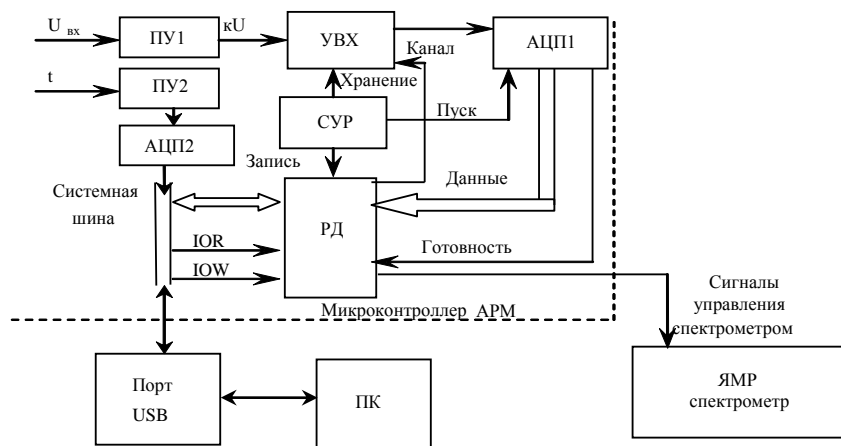 U вх
ПУ1
кU
УВХ
Канал
АЦП1
t
ПУ2
Хранение
АЦП2
СУР
Пуск
Запись
Системная
шина
Данные
РД
IOR
Готовность
IOW
Сигналы
управления
спектрометром
Микроконтроллер АРМ
Порт
USB
ПК
ЯМР
спектрометр